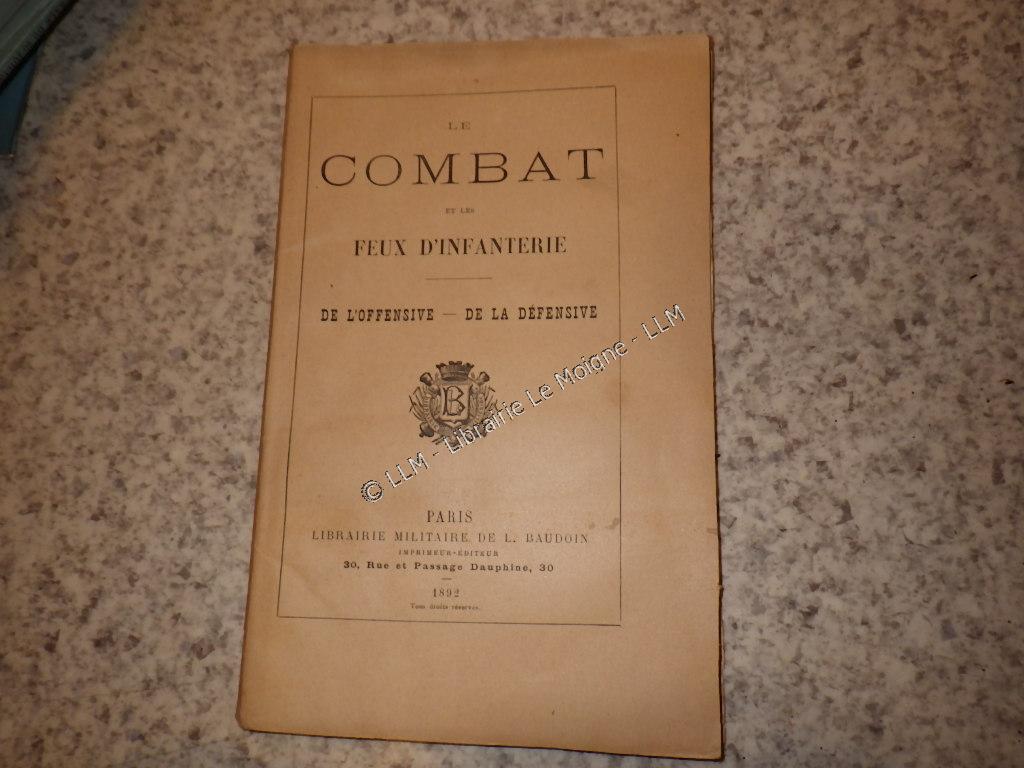 LE
COMBAT
ET LES
FEUX D'INFANTERIE
DE L'OFFENSIVE — DE LA DÉFENSIVE
B
© LLM - Librairie Le Moigne - LLM
PARIS
LIBRAIRIE MILITAIRE DE L. BAUDOIN
IMPRIMEUR-ÉDITEUR
30, Rue et Passage Dauphine, 30
1892
Tous droits réservés.